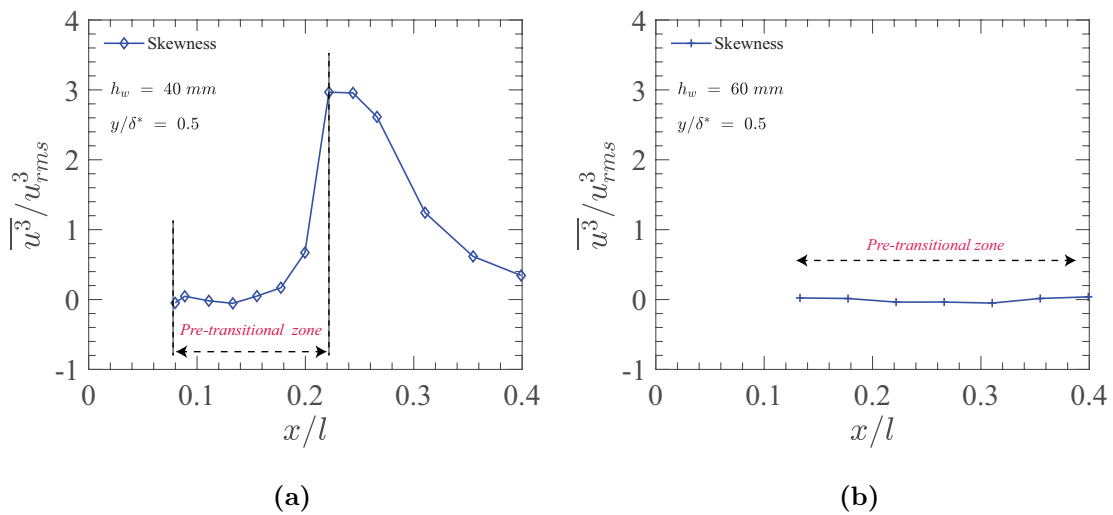 4
3
2
1
0
-1
0
0.1
0.2
0.3
0.4
x/l
\overline{u^3}/u^3_{rms}
Skewness
h_w = 40 mm
y/δ* = 0.5
Pre-transitional zone
(a)
4
3
2
1
0
-1
0
0.1
0.2
0.3
0.4
x/l
\overline{u^3}/u^3_{rms}
Skewness
h_w = 60 mm
y/δ* = 0.5
Pre-transitional zone
(b)